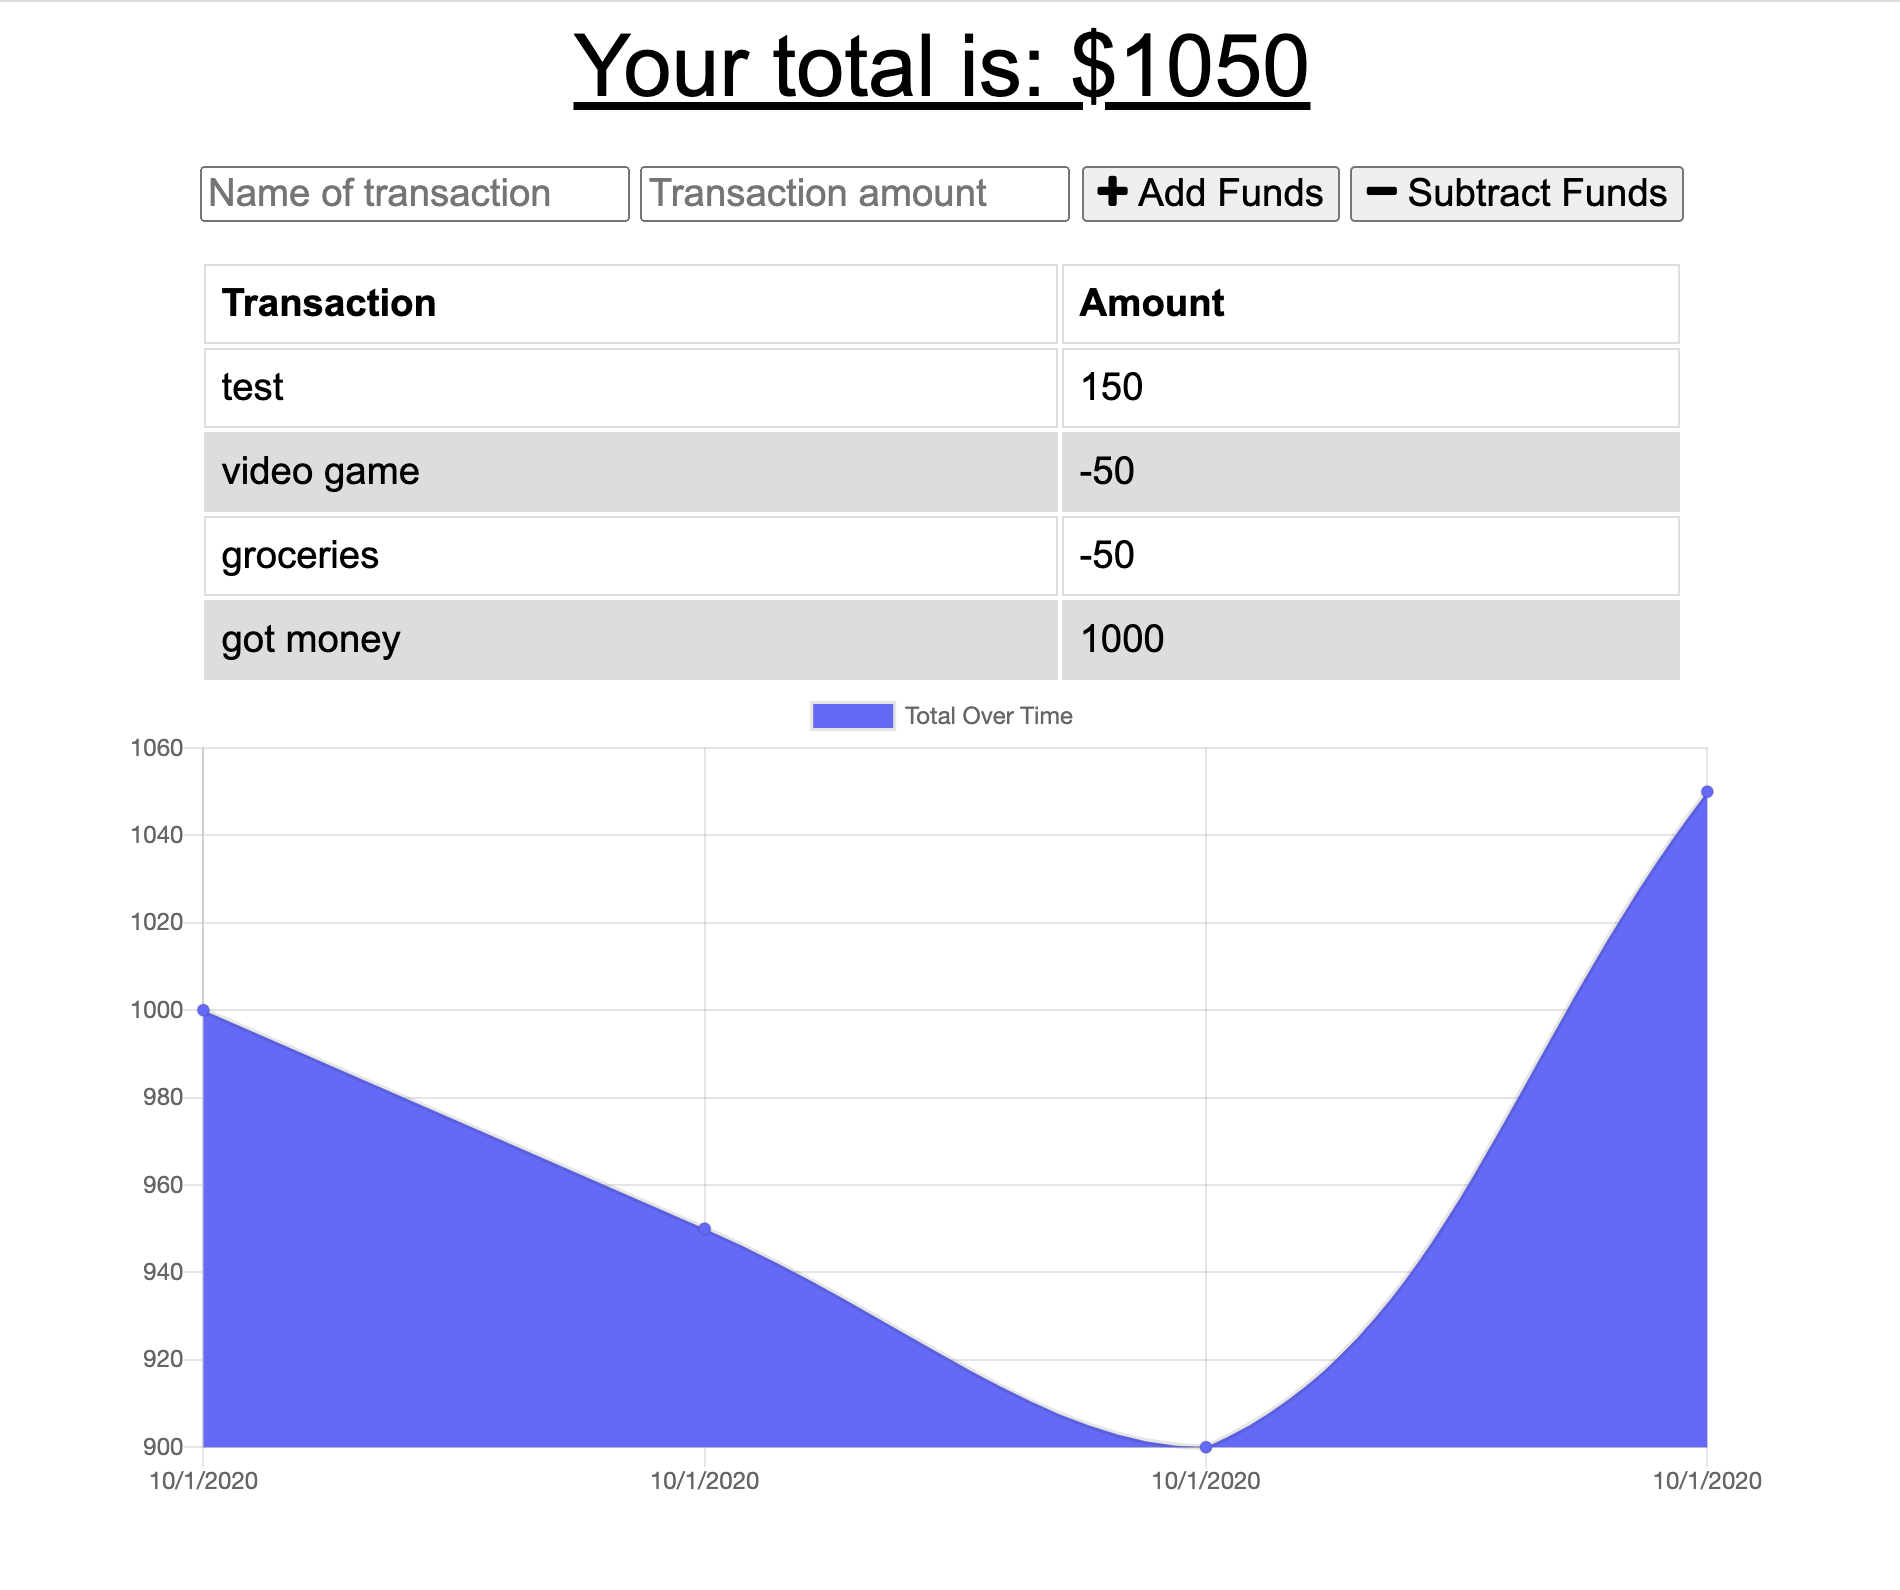 Your total is: $1050
Name of transaction Transaction amount + Add Funds − Subtract Funds
Transaction Amount
test 150
video game -50
groceries -50
got money 1000
Total Over Time
1060
1040
1020
1000
980
960
940
920
900
10/1/2020 10/1/2020 10/1/2020 10/1/2020